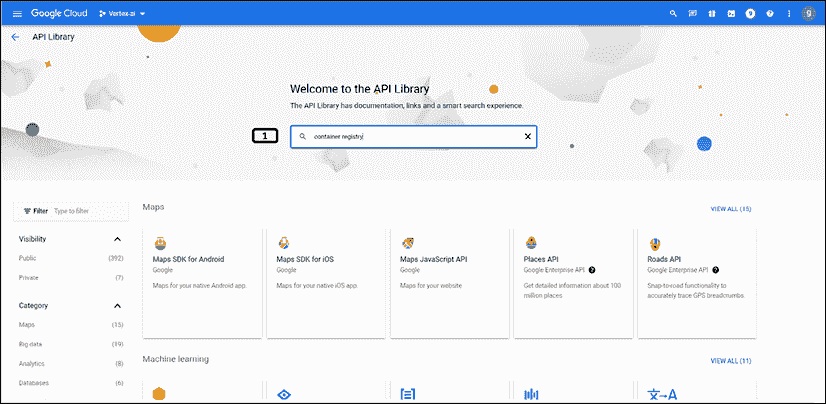 Google Cloud Vertex-ai 9 g
API Library
Welcome to the API Library
The API Library has documentation, links and a smart search experience.
1 container registry
Filter Type to filter
Visibility
Public (392)
Private (7)
Category
Maps (15)
Big data (19)
Analytics (8)
Databases (6)
Maps VIEW ALL (15)
Maps SDK for Android
Google
Maps for your native Android app.
Maps SDK for iOS
Google
Maps for your native iOS app.
Maps JavaScript API
Google
Maps for your website
Places API
Google Enterprise API
Get detailed information about 100
million places
Roads API
Google Enterprise API
Snap-to-road functionality to
accurately trace GPS breadcrumbs.
Machine learning VIEW ALL (11)